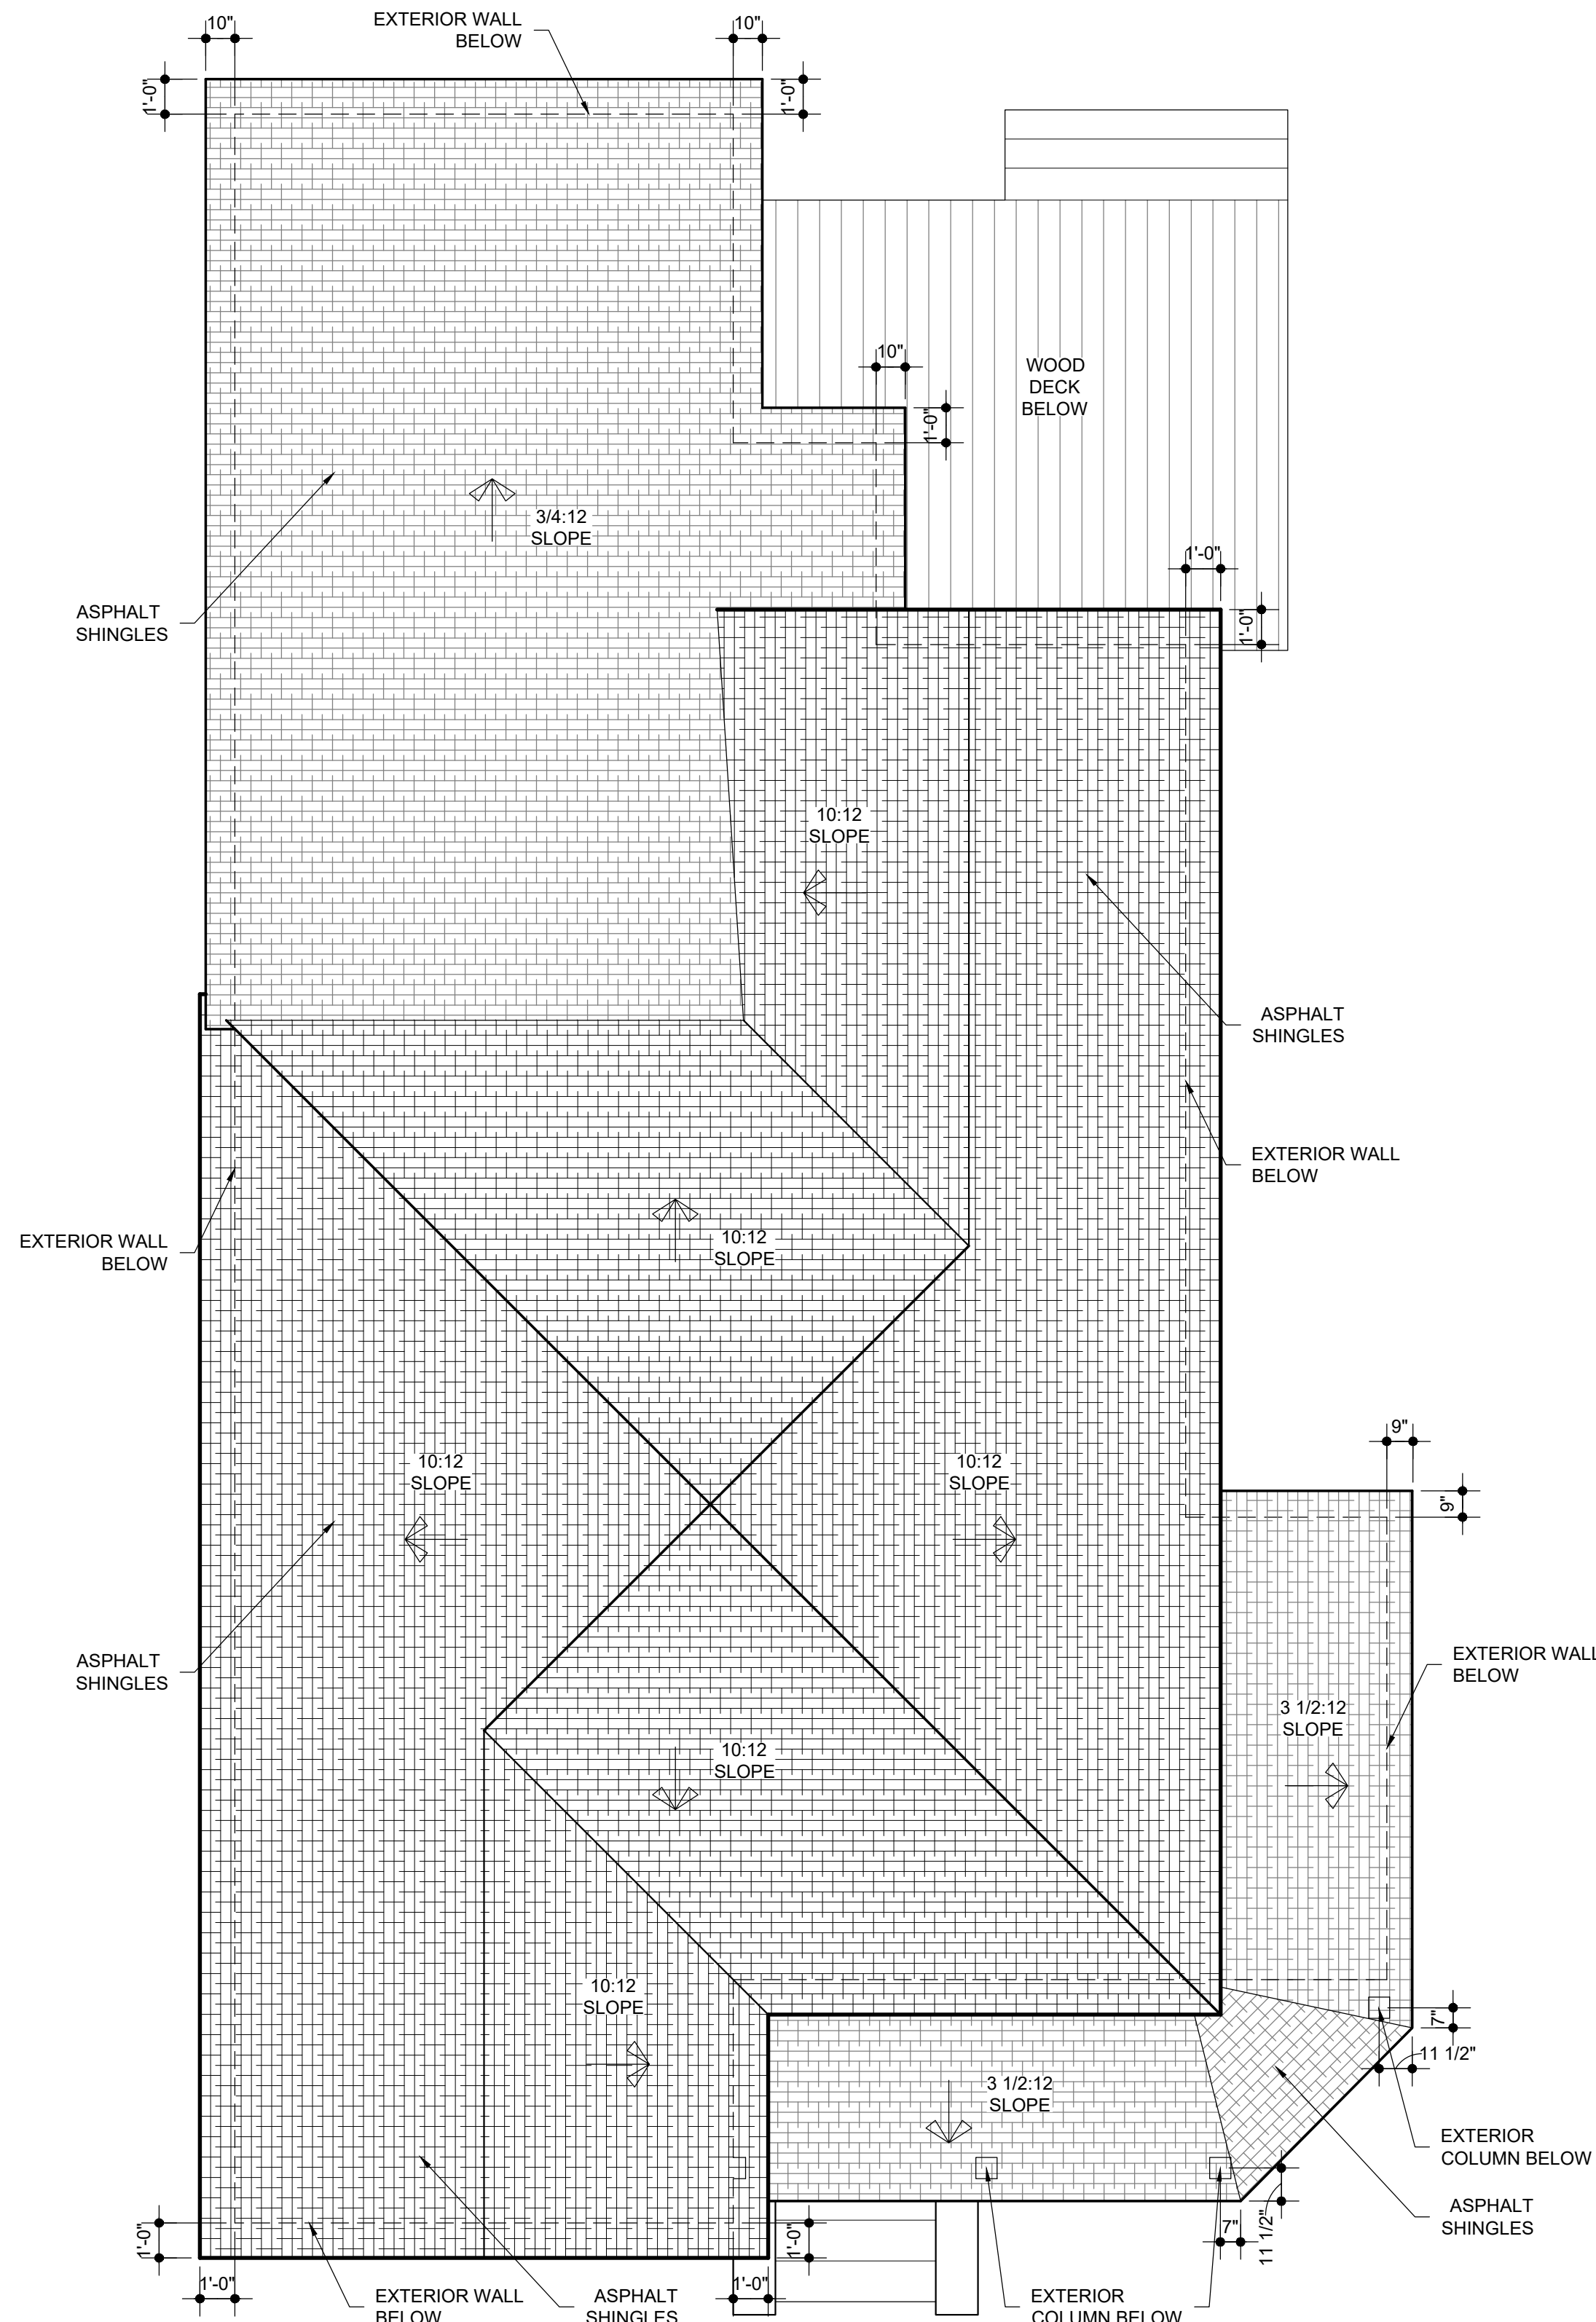 10"
EXTERIOR WALL
BELOW
10"
1'-0"
1'-0"
10"
WOOD
DECK
BELOW
1'-0"
3/4:12
SLOPE
1'-0"
ASPHALT
SHINGLES
1'-0"
10:12
SLOPE
ASPHALT
SHINGLES
EXTERIOR WALL
BELOW
EXTERIOR WALL
BELOW
10:12
SLOPE
9"
10:12
SLOPE
10:12
SLOPE
9"
ASPHALT
SHINGLES
EXTERIOR WALL
BELOW
3 1/2:12
SLOPE
10:12
SLOPE
10:12
SLOPE
7"
11 1/2"
3 1/2:12
SLOPE
EXTERIOR
COLUMN BELOW
ASPHALT
SHINGLES
1'-0"
1'-0"
7"
11 1/2"
1'-0"
1'-0"
EXTERIOR WALL
BELOW
ASPHALT
SHINGLES
EXTERIOR
COLUMN BELOW